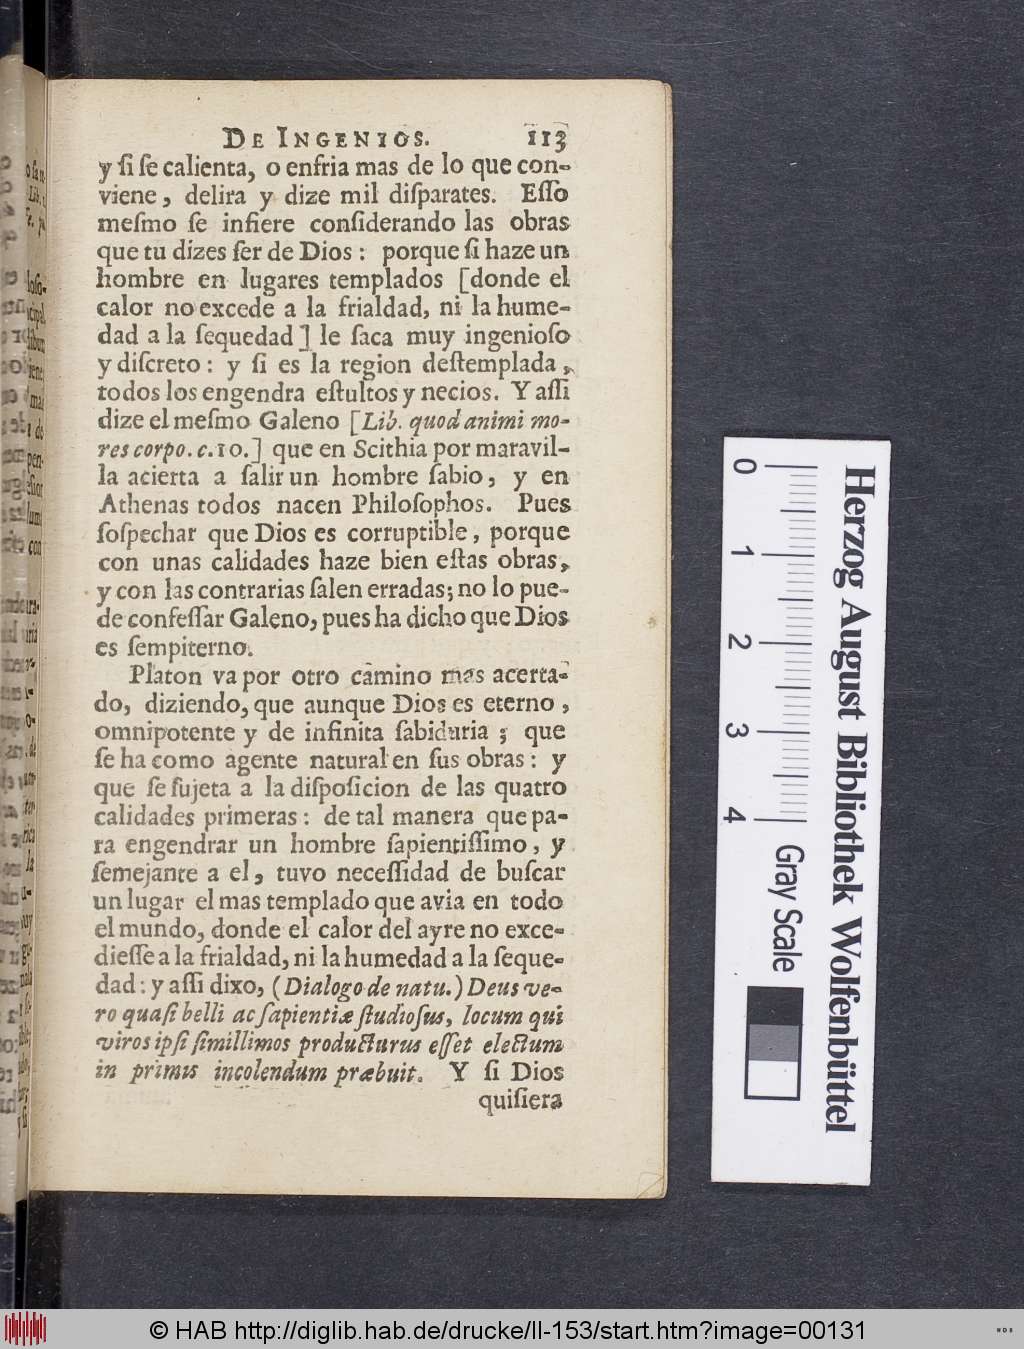 DE INGENIOS. 113
y ſi ſe calienta, o enfria mas de lo que con-
viene, delira y dize mil diſparates. Eſſo
meſmo ſe infiere conſiderando las obras
que tu dizes ſer de Dios: porque ſi haze un
hombre en lugares templados [donde el
calor no excede a la frialdad, ni la hume-
dad a la ſequedad] le ſaca muy ingenioſo
y diſcreto: y ſi es la region deſtemplada,
todos los engendra eſtultos y necios. Y aſſi
dize el meſmo Galeno [Lib. quod animi mo-
res corpo. c.10.] que en Scithia por maravil-
la acierta a ſalir un hombre ſabio, y en
Athenas todos nacen Philoſophos. Pues
ſoſpechar que Dios es corruptible, porque
con unas calidades haze bien eſtas obras,
y con las contrarias ſalen erradas; no lo pue-
de confeſſar Galeno, pues ha dicho que Dios
es ſempiterno.
Platon va por otro camino mas acerta-
do, diziendo, que aunque Dios es eterno,
omnipotente y de infinita ſabiduria; que
ſe ha como agente natural en ſus obras: y
que ſe ſujeta a la diſpoſicion de las quatro
calidades primeras: de tal manera que pa-
ra engendrar un hombre ſapientiſſimo, y
ſemejante a el, tuvo neceſſidad de buſcar
un lugar el mas templado que avia en todo
el mundo, donde el calor del ayre no exce-
dieſſe a la frialdad, ni la humedad a la ſeque-
dad: y aſſi dixo, (Dialogo de natu.) Deus ve-
ro quaſi belli ac ſapientiæ ſtudioſus, locum qui
viros ipſi ſimillimos producturus eſſet electum
in primis incolendum præbuit. Y ſi Dios
quiſiera
0 1 2 3 4
Gray Scale
Herzog August Bibliothek Wolfenbüttel
© HAB http://diglib.hab.de/drucke/ll-153/start.htm?image=00131